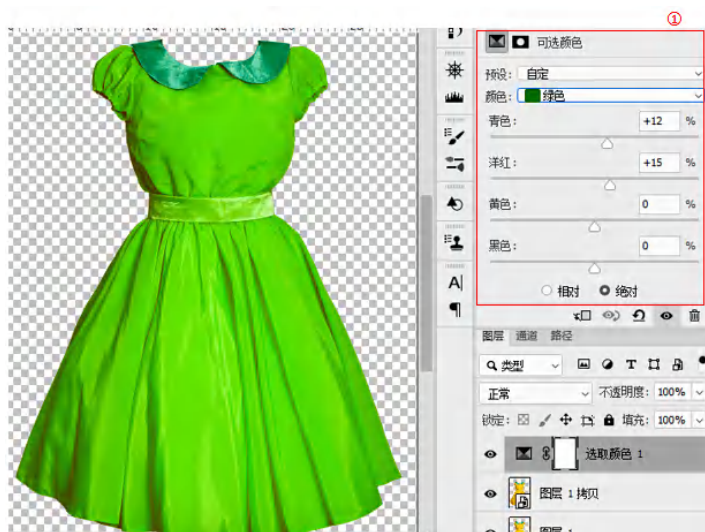 ①
可选颜色
预设: 自定
颜色: 绿色
青色: +12 %
洋红: +15 %
黄色: 0 %
黑色: 0 %
相对 绝对
A|
图层 通道 路径
类型 T
正常 不透明度: 100%
锁定: 填充: 100%
选取颜色 1
图层 1 拷贝
图层 1